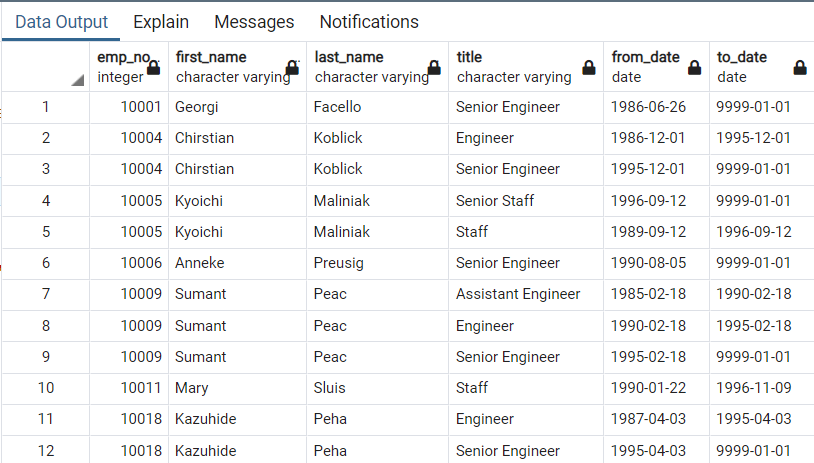 Data Output Explain Messages Notifications
emp_no first_name last_name title from_date to_date
integer character varying character varying character varying date date
1 10001 Georgi Facello Senior Engineer 1986-06-26 9999-01-01
2 10004 Chirstian Koblick Engineer 1986-12-01 1995-12-01
3 10004 Chirstian Koblick Senior Engineer 1995-12-01 9999-01-01
4 10005 Kyoichi Maliniak Senior Staff 1996-09-12 9999-01-01
5 10005 Kyoichi Maliniak Staff 1989-09-12 1996-09-12
6 10006 Anneke Preusig Senior Engineer 1990-08-05 9999-01-01
7 10009 Sumant Peac Assistant Engineer 1985-02-18 1990-02-18
8 10009 Sumant Peac Engineer 1990-02-18 1995-02-18
9 10009 Sumant Peac Senior Engineer 1995-02-18 9999-01-01
10 10011 Mary Sluis Staff 1990-01-22 1996-11-09
11 10018 Kazuhide Peha Engineer 1987-04-03 1995-04-03
12 10018 Kazuhide Peha Senior Engineer 1995-04-03 9999-01-01